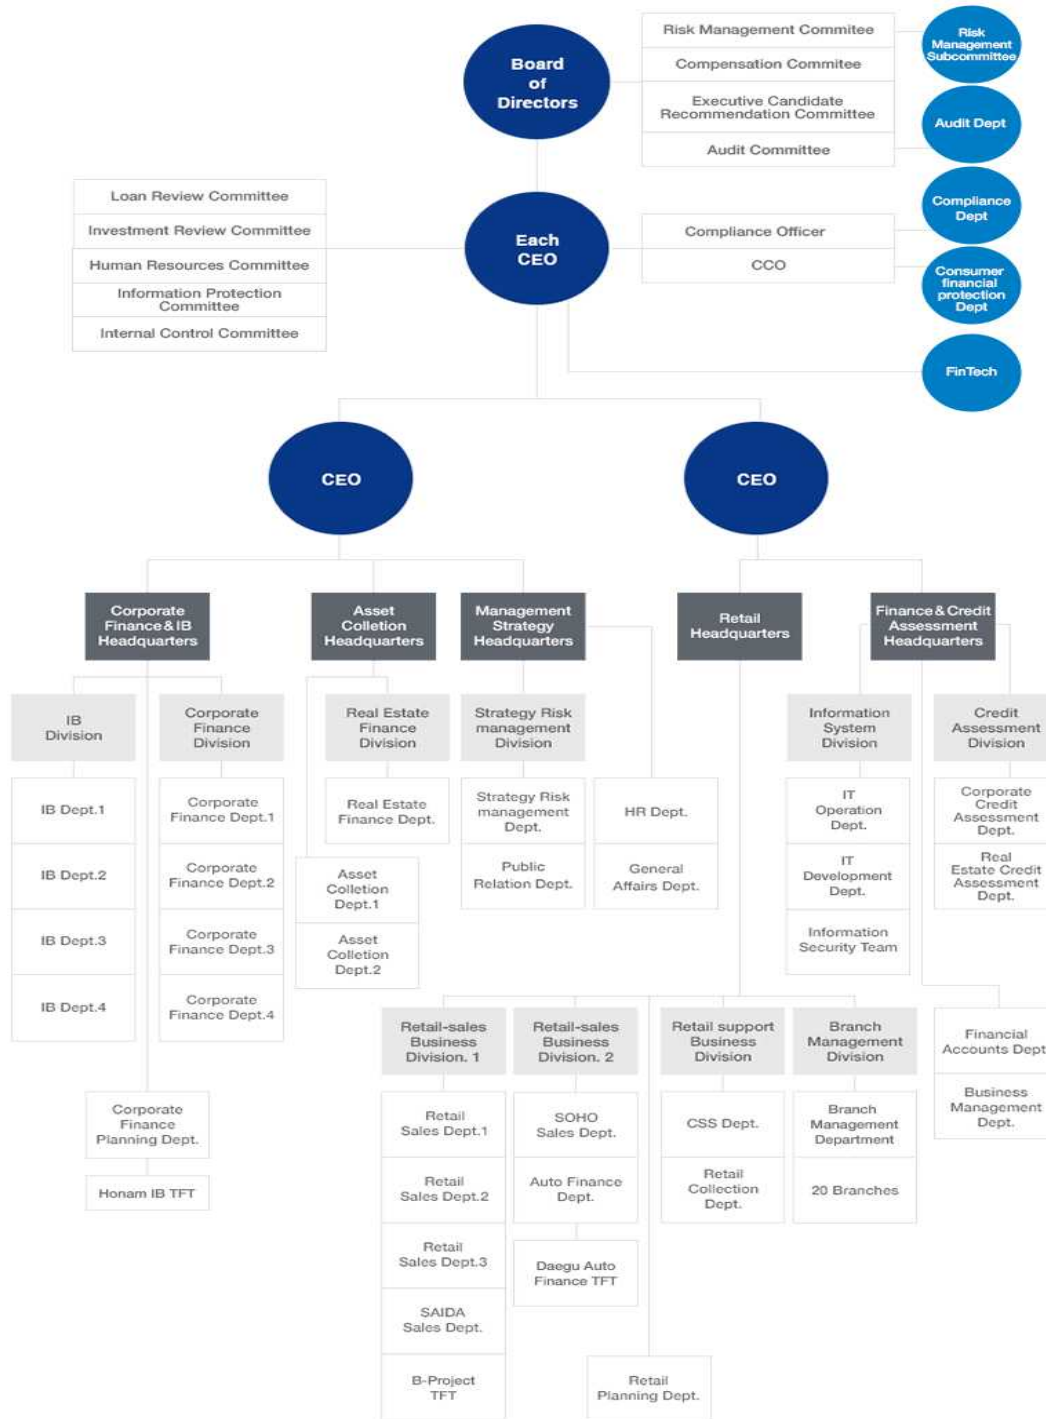 Board
of
Directors
Risk Management Commitee
Compensation Commitee
Executive Candidate
Recommendation Committee
Audit Committee
Risk
Management
Subcommittee
Audit Dept
Loan Review Committee
Investment Review Committee
Human Resources Committee
Information Protection
Committee
Internal Control Committee
Each
CEO
Compliance Officer
CCO
Compliance
Dept
Consumer
financial
protection
Dept
FinTech
CEO
CEO
Corporate
Finance & IB
Headquarters
Asset
Colletion
Headquarters
Management
Strategy
Headquarters
Retail
Headquarters
Finance & Credit
Assessment
Headquarters
IB
Division
Corporate
Finance
Division
Real Estate
Finance
Division
Strategy Risk
management
Division
Information
System
Division
Credit
Assessment
Division
IB Dept.1
IB Dept.2
IB Dept.3
IB Dept.4
Corporate
Finance Dept.1
Corporate
Finance Dept.2
Corporate
Finance Dept.3
Corporate
Finance Dept.4
Real Estate
Finance Dept.
Asset
Colletion
Dept.1
Asset
Colletion
Dept.2
Strategy Risk
management
Dept.
Public
Relation Dept.
HR Dept.
General
Affairs Dept.
IT
Operation
Dept.
IT
Development
Dept.
Information
Security Team
Corporate
Credit
Assessment
Dept.
Real
Estate Credit
Assessment
Dept.
Corporate
Finance
Planning Dept.
Honam IB TFT
Retail-sales
Business
Division. 1
Retail-sales
Business
Division. 2
Retail support
Business
Division
Branch
Management
Division
Financial
Accounts Dept
Business
Management
Dept.
Retail
Sales Dept.1
Retail
Sales Dept.2
Retail
Sales Dept.3
SAIDA
Sales Dept.
B-Project
TFT
SOHO
Sales Dept.
Auto Finance
Dept.
Daegu Auto
Finance TFT
CSS Dept.
Retail
Collection
Dept.
Branch
Management
Department
20 Branches
Retail
Planning Dept.